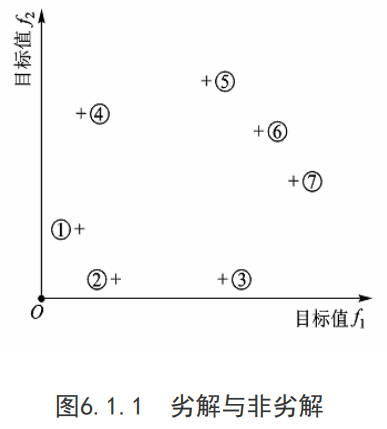 目标值f₂
+⑤
+④
+⑥
+⑦
①+
②+
+③
O
目标值f₁
图6.1.1 劣解与非劣解